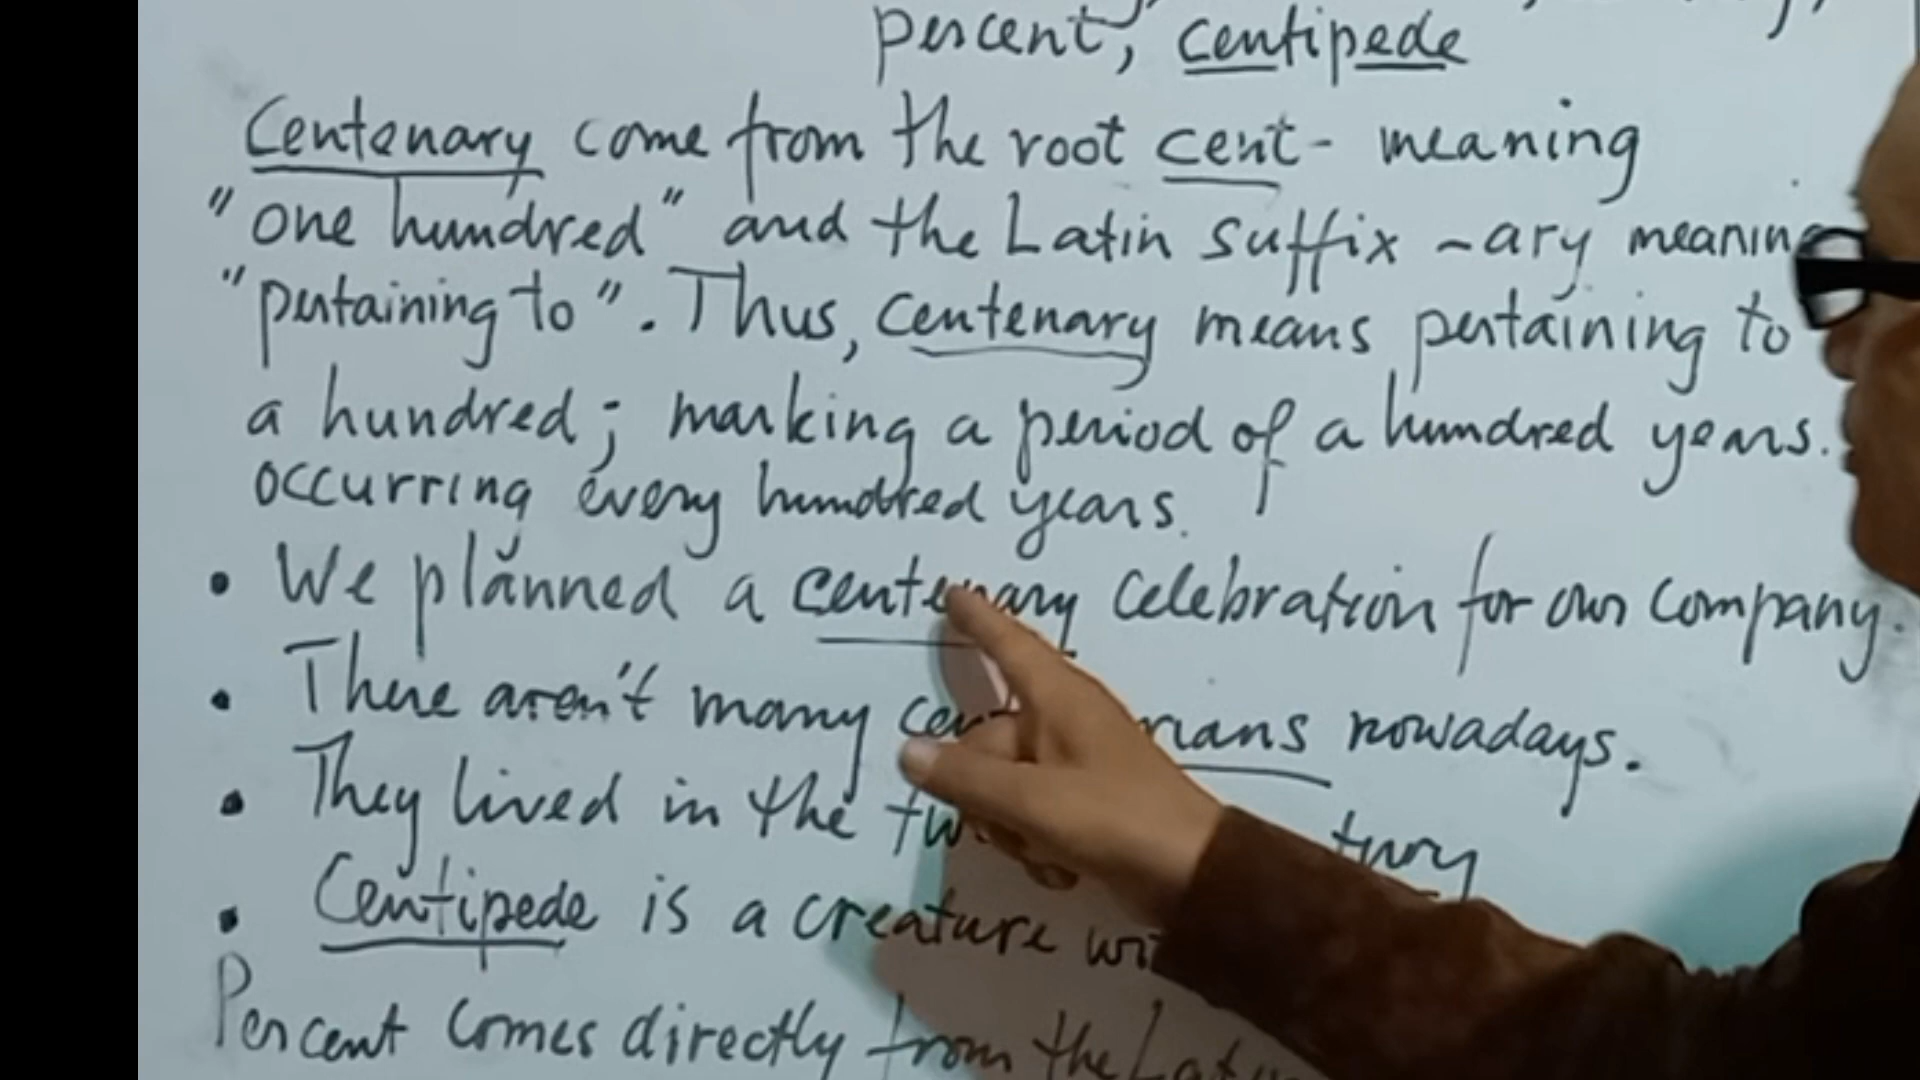 percent, centipede
Centenary come from the root cent- meaning
"one hundred" and the Latin suffix -ary meaning
"pertaining to". Thus, centenary means pertaining to
a hundred; marking a period of a hundred years.
occurring every hundred years.
• We planned a centenary celebration for our company.
• There aren't many nowadays.
• They lived in the
• Centipede is a creature
Percent comes directly from the